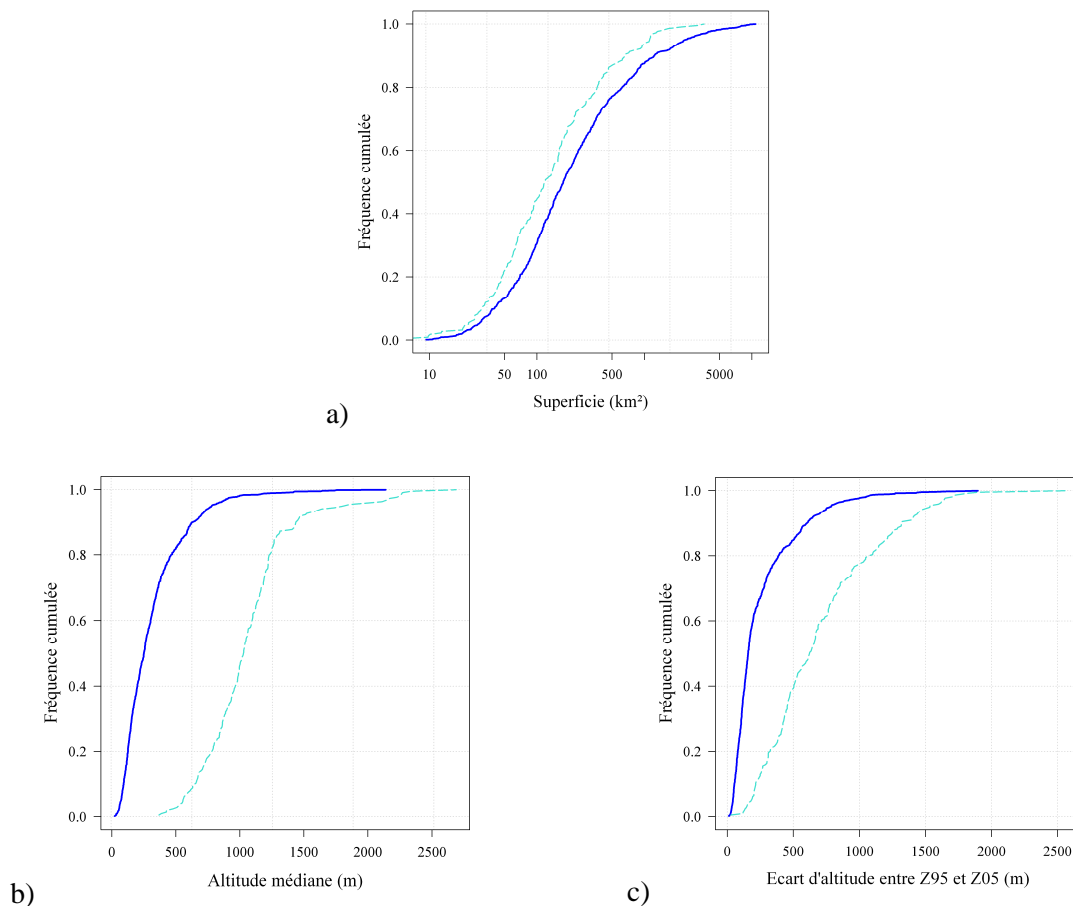 Fréquence cumulée
1.0
0.8
0.6
0.4
0.2
0.0
10 50 100 500 5000
Superficie (km²)
a)
Fréquence cumulée
1.0
0.8
0.6
0.4
0.2
0.0
0 500 1000 1500 2000 2500
Altitude médiane (m)
b)
Fréquence cumulée
1.0
0.8
0.6
0.4
0.2
0.0
0 500 1000 1500 2000 2500
Ecart d'altitude entre Z95 et Z05 (m)
c)